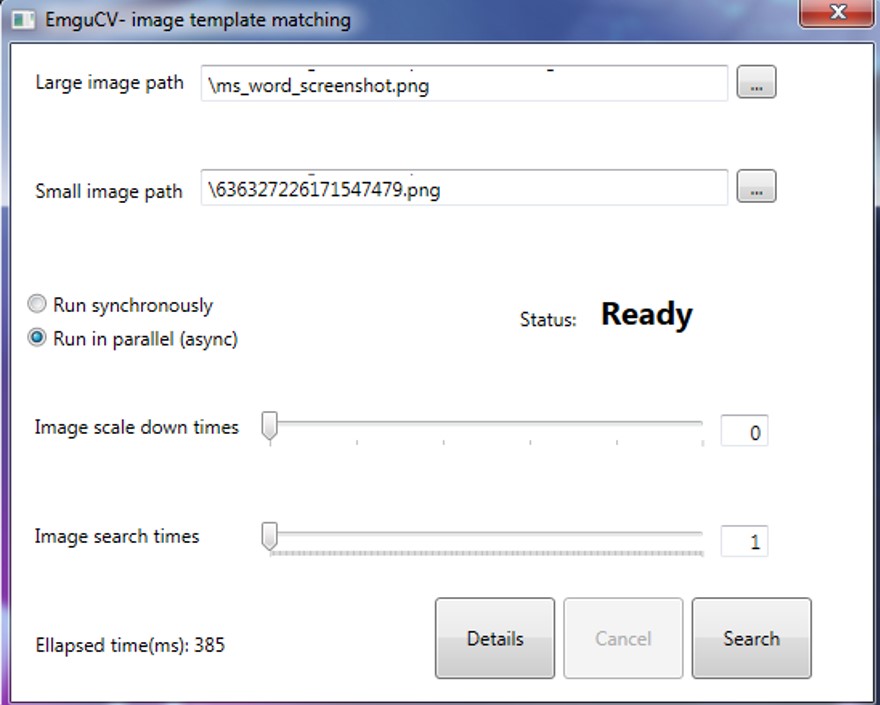 EmguCV- image template matching
Large image path \ms_word_screenshot.png ...
Small image path \636327226171547479.png ...
Run synchronously
Status: Ready
Run in parallel (async)
Image scale down times 0
Image search times 1
Ellapsed time(ms): 385 Details Cancel Search